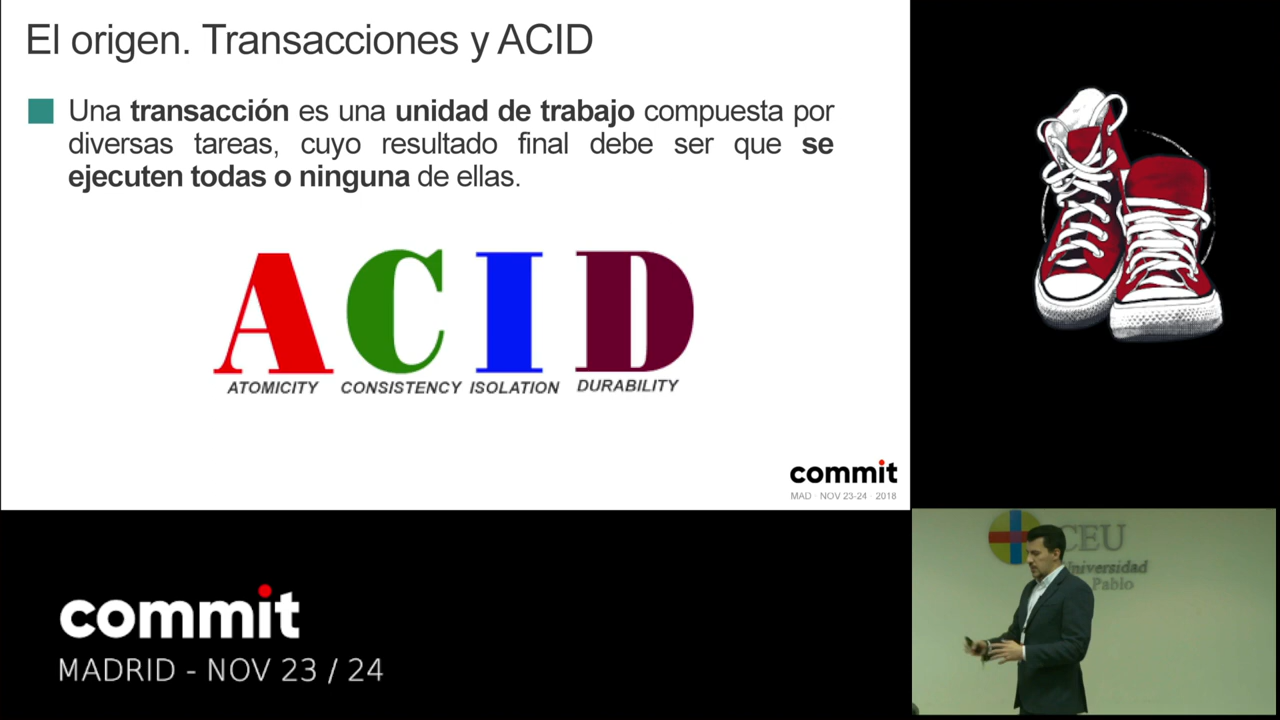 El origen. Transacciones y ACID
Una transacción es una unidad de trabajo compuesta por
diversas tareas, cuyo resultado final debe ser que se
ejecuten todas o ninguna de ellas.
ACID
ATOMICITY CONSISTENCY ISOLATION DURABILITY
commit
MAD · NOV 23-24 · 2018
commit
MADRID - NOV 23 / 24
CEU
Universidad
Pablo